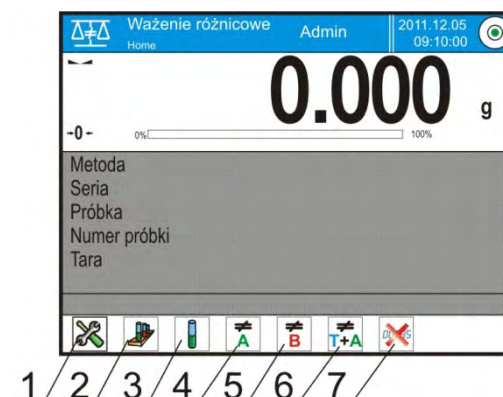 Ważenie różnicowe Admin 2011.12.05
Home 09:10:00
0.000 g
-0- 0% 100%
Metoda
Seria
Próbka
Numer próbki
Tara
≠ ≠ ≠
A B T+A
1 2 3 4 5 6 7